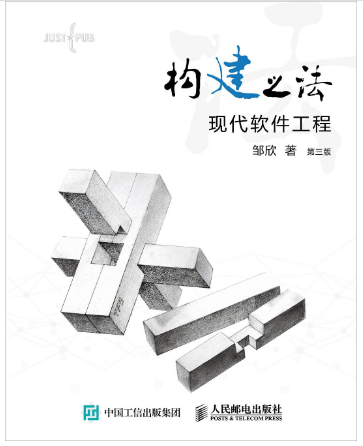 JUST PUB
构建之法
现代软件工程
邹欣 著 第三版
中国工信出版集团
人民邮电出版社
POSTS & TELECOM PRESS